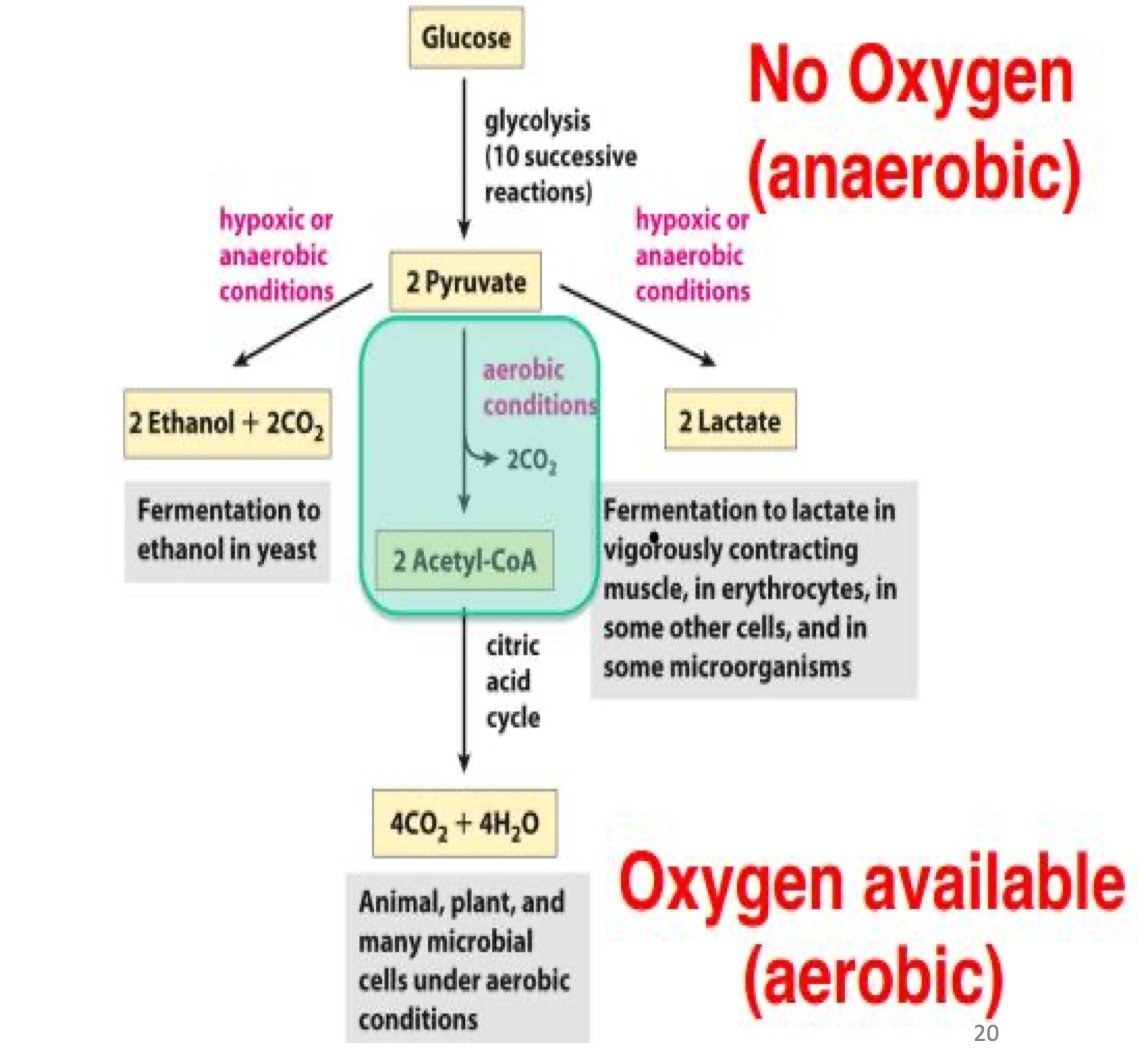 Glucose
No Oxygen
(anaerobic)
glycolysis
(10 successive
reactions)
hypoxic or
anaerobic
conditions
hypoxic or
anaerobic
conditions
2 Pyruvate
aerobic
conditions
2CO₂
2 Ethanol + 2CO₂
2 Lactate
Fermentation to
ethanol in yeast
2 Acetyl-CoA
Fermentation to lactate in
vigorously contracting
muscle, in erythrocytes, in
some other cells, and in
some microorganisms
citric
acid
cycle
4CO₂ + 4H₂O
Animal, plant, and
many microbial
cells under aerobic
conditions
Oxygen available
(aerobic)
20